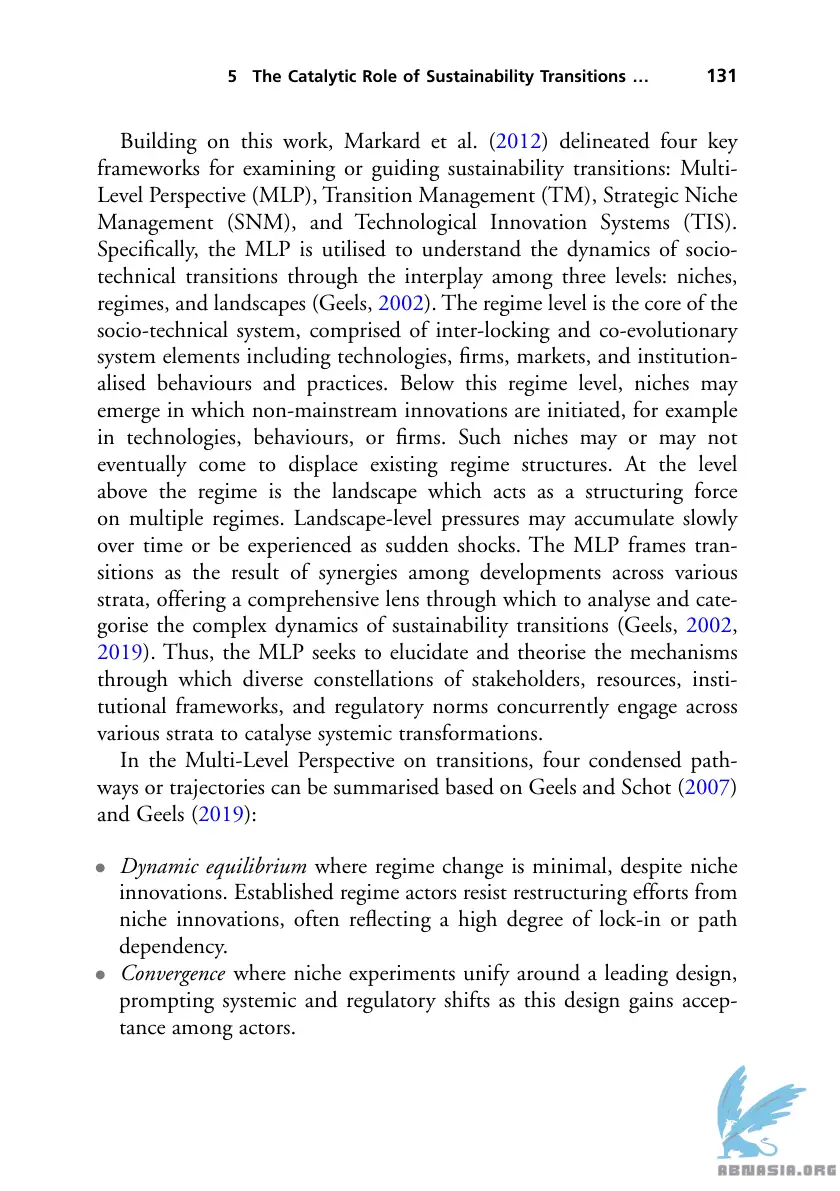 5 The Catalytic Role of Sustainability Transitions … 131
Building on this work, Markard et al. (2012) delineated four key
frameworks for examining or guiding sustainability transitions: Multi-
Level Perspective (MLP), Transition Management (TM), Strategic Niche
Management (SNM), and Technological Innovation Systems (TIS).
Specifically, the MLP is utilised to understand the dynamics of socio-
technical transitions through the interplay among three levels: niches,
regimes, and landscapes (Geels, 2002). The regime level is the core of the
socio-technical system, comprised of inter-locking and co-evolutionary
system elements including technologies, firms, markets, and institution-
alised behaviours and practices. Below this regime level, niches may
emerge in which non-mainstream innovations are initiated, for example
in technologies, behaviours, or firms. Such niches may or may not
eventually come to displace existing regime structures. At the level
above the regime is the landscape which acts as a structuring force
on multiple regimes. Landscape-level pressures may accumulate slowly
over time or be experienced as sudden shocks. The MLP frames tran-
sitions as the result of synergies among developments across various
strata, offering a comprehensive lens through which to analyse and cate-
gorise the complex dynamics of sustainability transitions (Geels, 2002,
2019). Thus, the MLP seeks to elucidate and theorise the mechanisms
through which diverse constellations of stakeholders, resources, insti-
tutional frameworks, and regulatory norms concurrently engage across
various strata to catalyse systemic transformations.
In the Multi-Level Perspective on transitions, four condensed path-
ways or trajectories can be summarised based on Geels and Schot (2007)
and Geels (2019):
● Dynamic equilibrium where regime change is minimal, despite niche
innovations. Established regime actors resist restructuring efforts from
niche innovations, often reflecting a high degree of lock-in or path
dependency.
● Convergence where niche experiments unify around a leading design,
prompting systemic and regulatory shifts as this design gains accep-
tance among actors.
ABNASIA.ORG